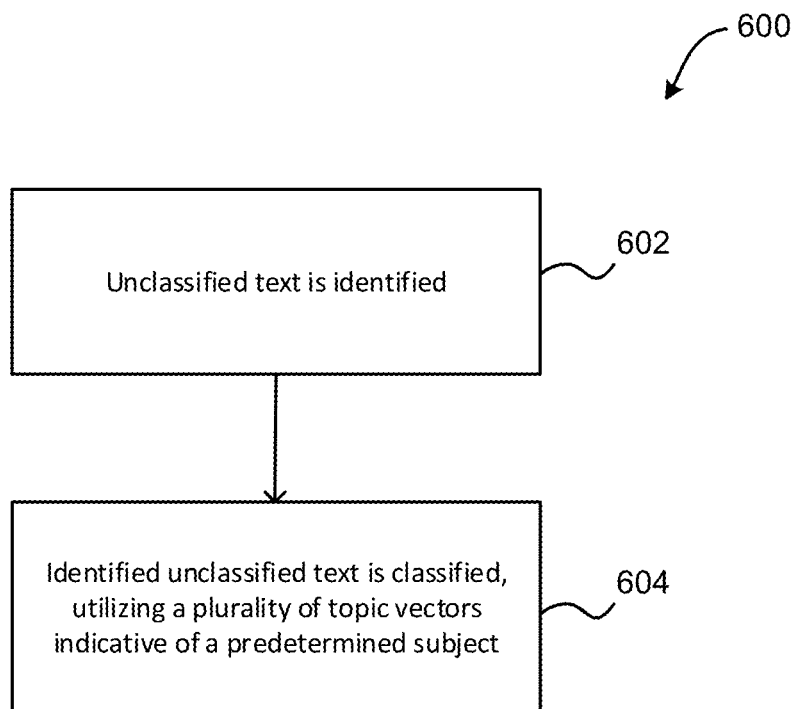 600
602
Unclassified text is identified
Identified unclassified text is classified,
utilizing a plurality of topic vectors
indicative of a predetermined subject
604